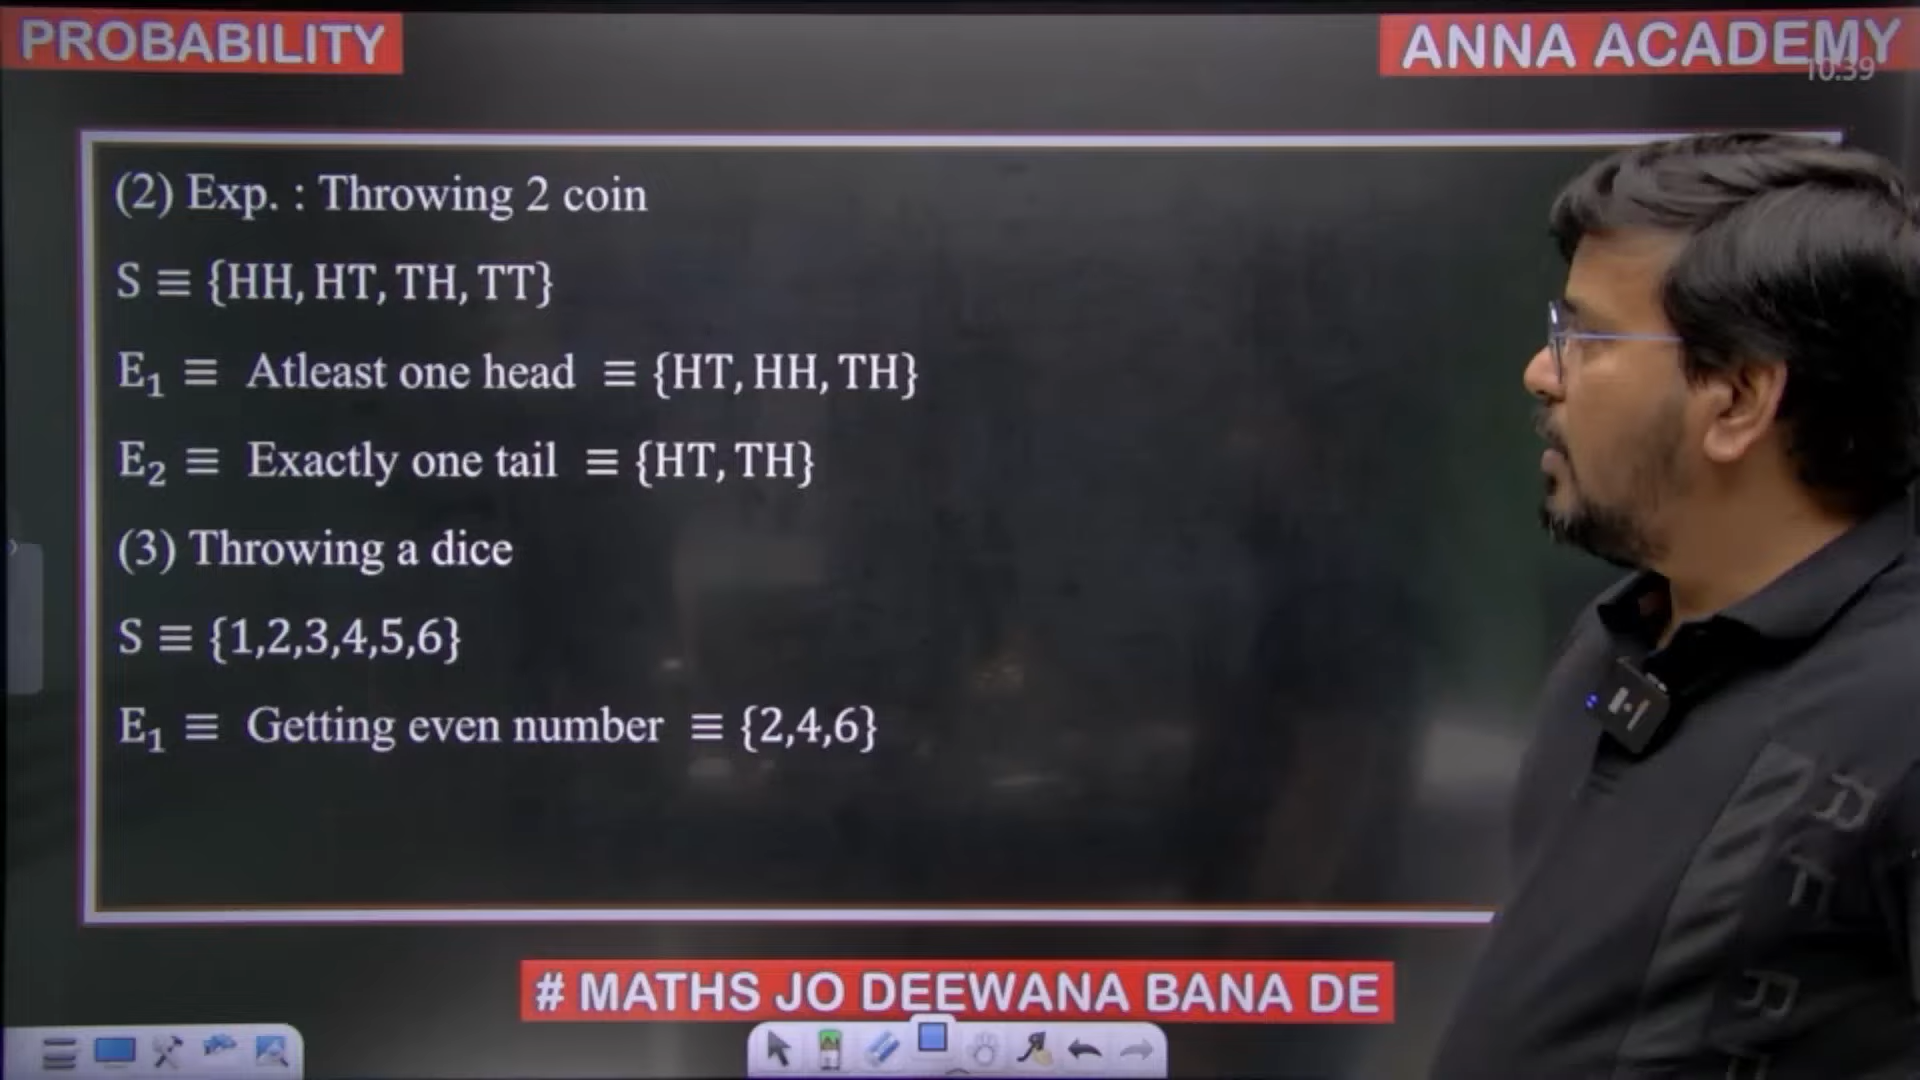 PROBABILITY
ANNA ACADEMY
10:39
(2) Exp. : Throwing 2 coin
S ≡ {HH, HT, TH, TT}
E₁ ≡ Atleast one head ≡ {HT, HH, TH}
E₂ ≡ Exactly one tail ≡ {HT, TH}
(3) Throwing a dice
S ≡ {1,2,3,4,5,6}
E₁ ≡ Getting even number ≡ {2,4,6}
# MATHS JO DEEWANA BANA DE